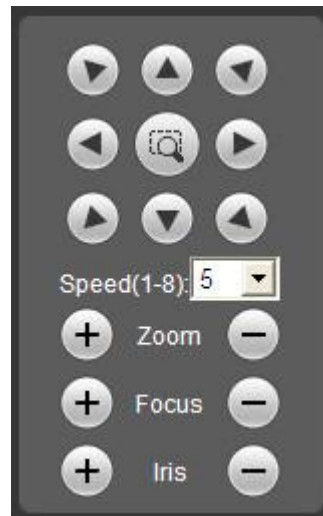 Speed(1-8): 5
+ Zoom −
+ Focus −
+ Iris −